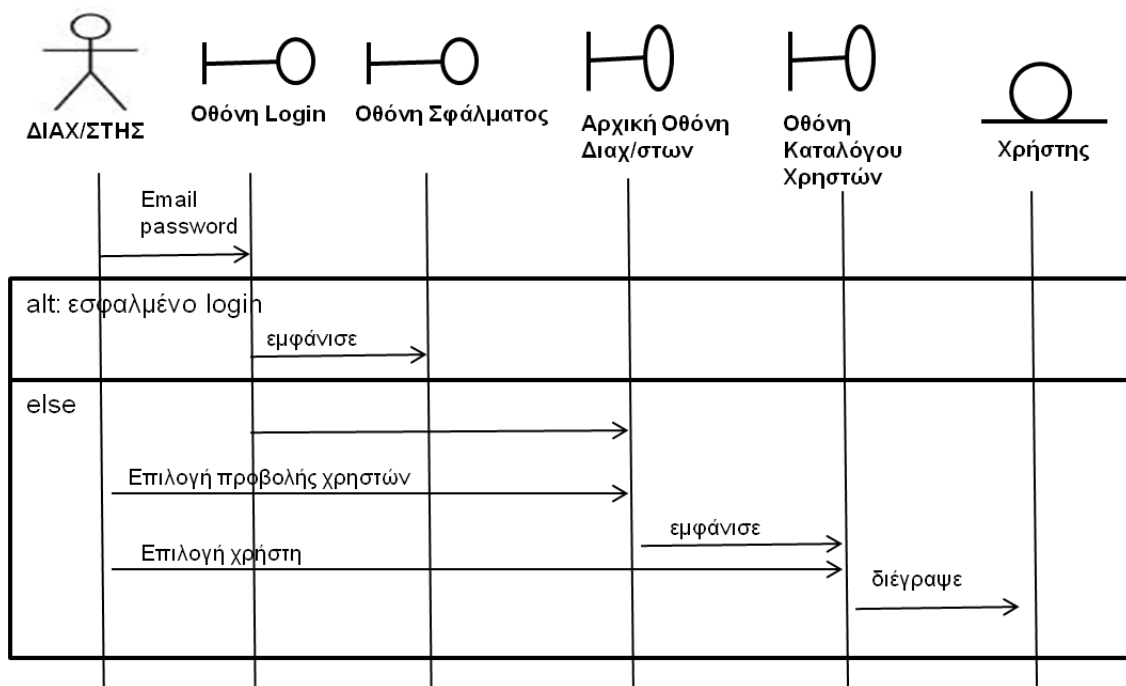 ΔΙΑΧ/ΣΤΗΣ
Οθόνη Login
Οθόνη Σφάλματος
Αρχική Οθόνη
Διαχ/στων
Οθόνη
Καταλόγου
Χρηστών
Χρήστης
Email
password
alt: εσφαλμένο login
εμφάνισε
else
Επιλογή προβολής χρηστών
εμφάνισε
Επιλογή χρήστη
διέγραψε